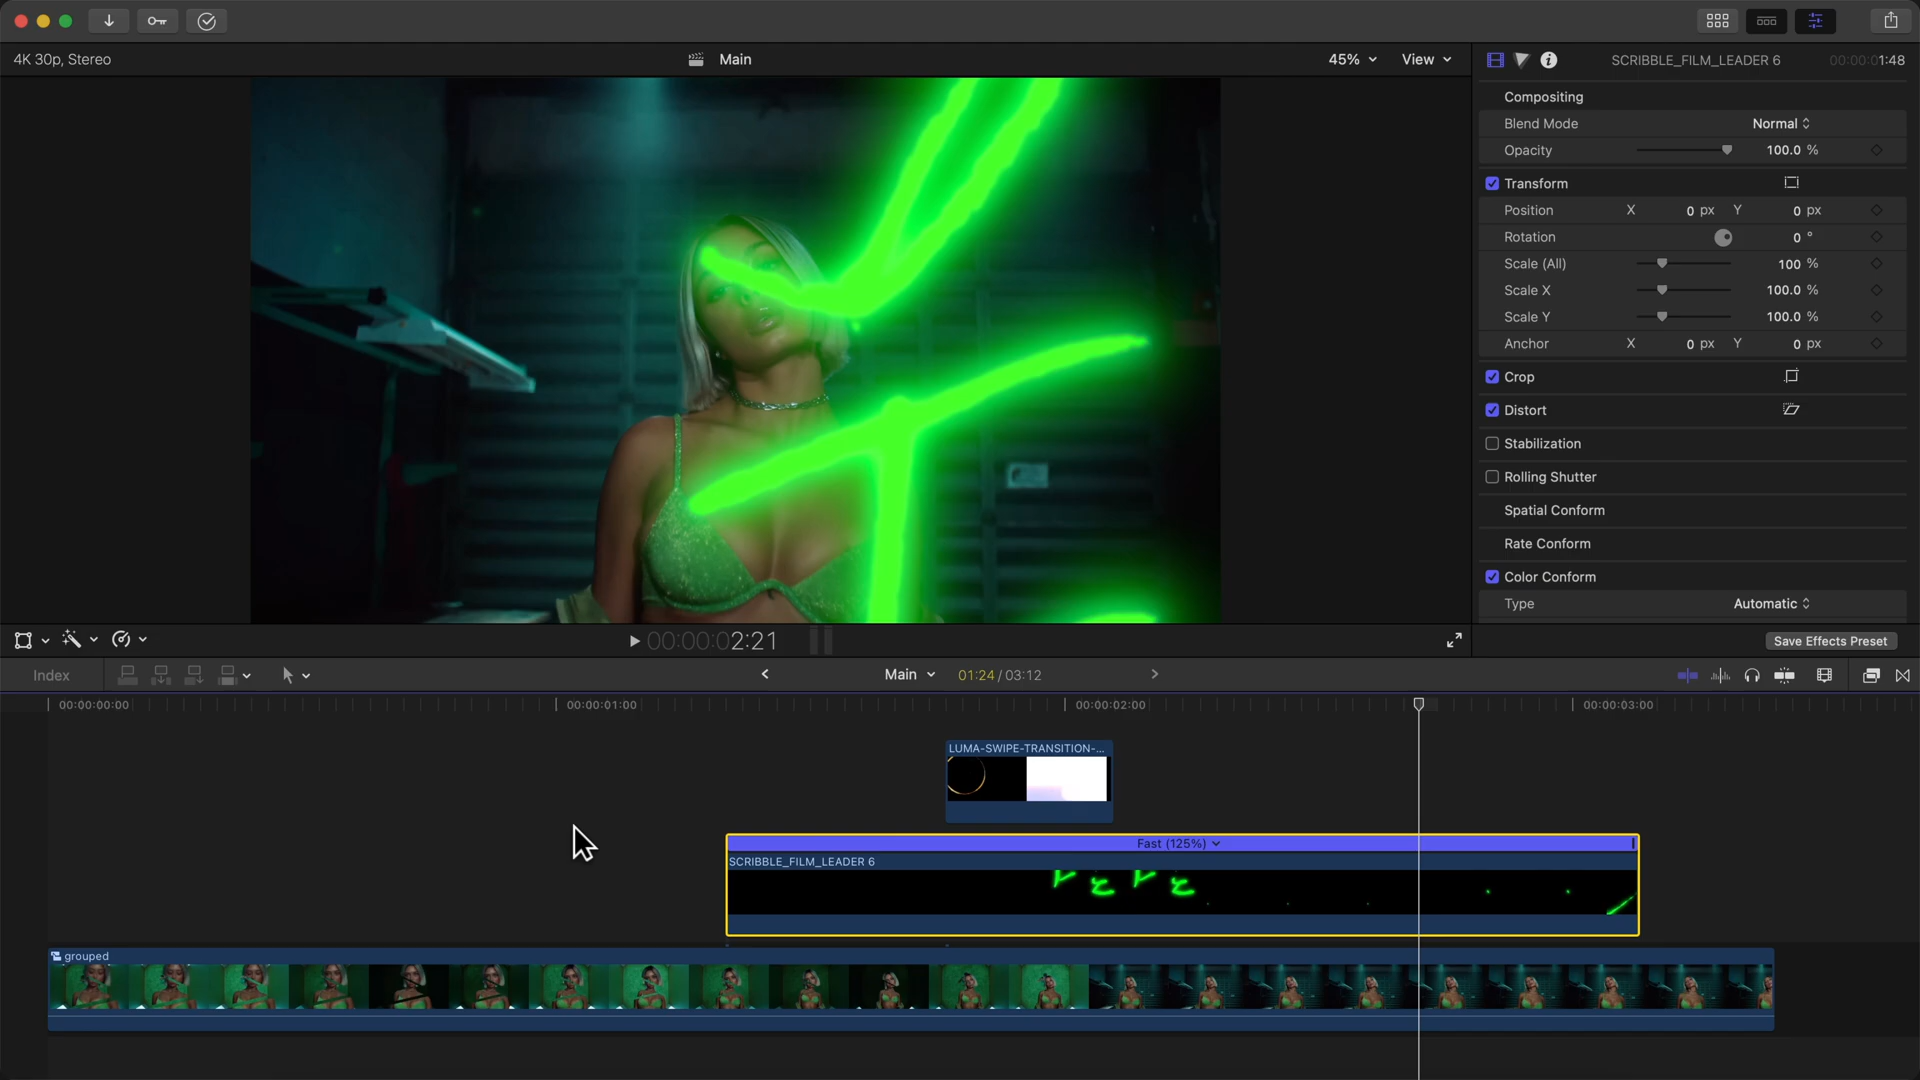 4K 30p, Stereo
Main
45%
View
SCRIBBLE_FILM_LEADER 6
00:00:01:48
Compositing
Blend Mode Normal
Opacity 100.0 %
Transform
Position X 0 px Y 0 px
Rotation 0 °
Scale (All) 100 %
Scale X 100.0 %
Scale Y 100.0 %
Anchor X 0 px Y 0 px
Crop
Distort
Stabilization
Rolling Shutter
Spatial Conform
Rate Conform
Color Conform
Type Automatic
00:00:02:21
Save Effects Preset
Index
Main
01:24 / 03:12
00:00:00:00
00:00:01:00
00:00:02:00
00:00:03:00
LUMA-SWIPE-TRANSITION-...
Fast (125%)
SCRIBBLE_FILM_LEADER 6
grouped